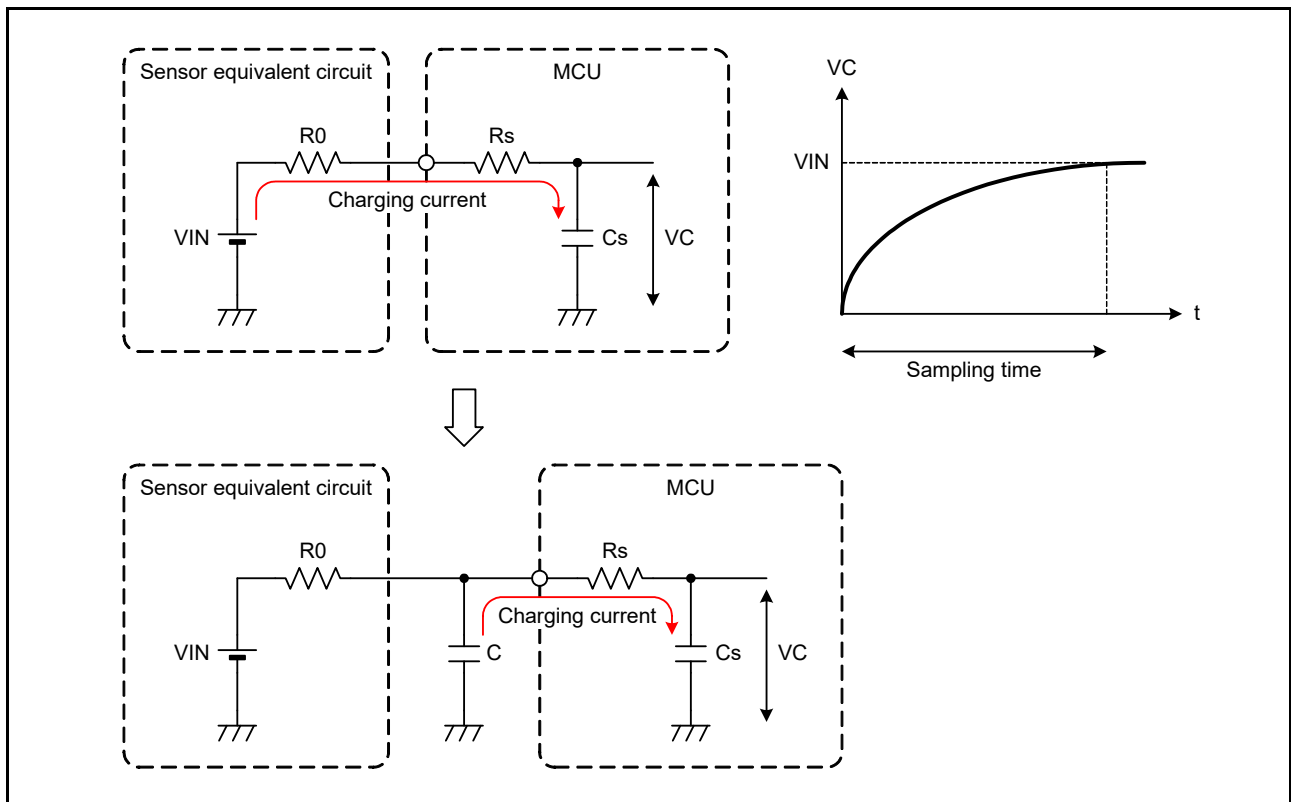 Sensor equivalent circuit
MCU
R0
Rs
Charging current
VIN
Cs
VC
VC
VIN
t
Sampling time
Sensor equivalent circuit
MCU
R0
Rs
Charging current
VIN
C
Cs
VC